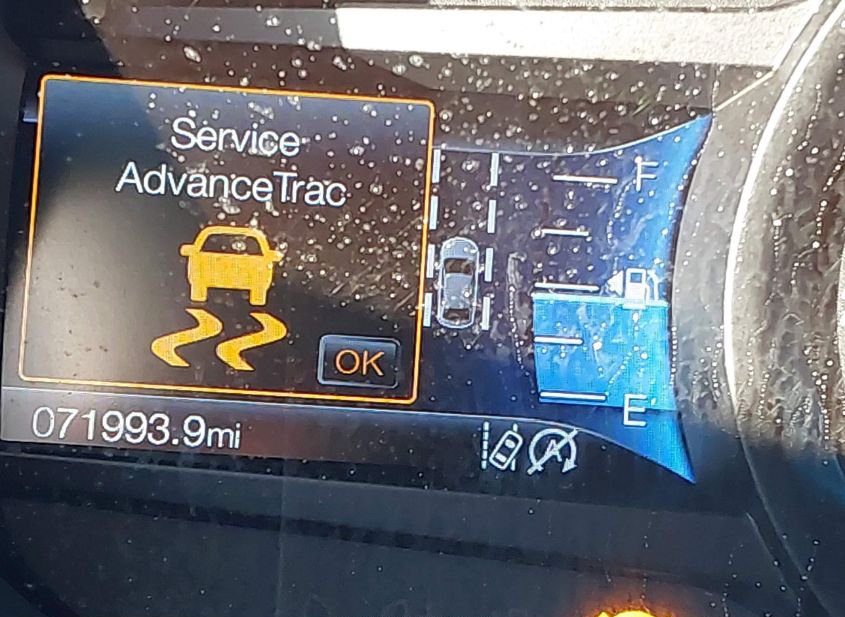 Service
AdvanceTrac
OK
F
E
071993.9mi